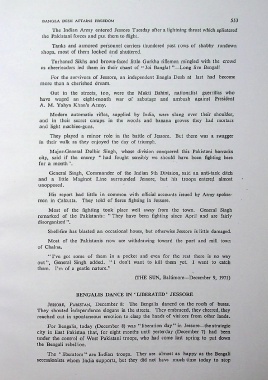 BANGLA DESH ATTAINS FREEDOM 513
The Indian Army entered Jessore Tuesday after a lightning thrust which splintered
the Pakistani forces and put them to flight.
Tanks and armored personnel carriers thundered past rows of shabby rundown
shops, most of them locked and shuttered.
Turbaned Sikhs and brown-faced little Gurkha riflemen mingled with the crowd
as cheerleaders led them in their chant of "Joi Bangla!"—Long live Bengal!
For the survivors of Jessore, an independent Bangla Desh at last had become
more than a cherished dream.
Out in the streets, too, were the Mukti Bahini, nationalist guerillas who
have waged an eight-month war of sabotage and ambush against President
A. M. Yahya Khan's Army.
Modern automatic rifles, supplied by India, were slung over their shoulder,
and in their secret camps in the woods and banana groves they had mortars
and light machine-guns.
They played a minor role in the battle of Jessore. But there was a swagger
in their walk as they enjoyed the day of triumph.
Major-General Dalbir Singh, whose division conquered this Pakistani barracks
city, said if the enemy "had fought sensibly we should have been fighting here
for a month".
General Singh, Commander of the Indian 9th Division, said an anti-tank ditch
and a little Maginot Line surrounded Jessore, but his troops entered almost
unopposed.
His report had little in common with official accounts issued by Army spokes-
men in Calcutta. They told of fierce fighting in Jessore.
Most of the fighting took place well away from the town. General Singh
remarked of the Pakistanis: "They have been fighting since April and are fairly
disorganised".
Shellfire has blasted an occasional house, but otherwise Jessore is little damaged.
Most of the Pakistanis now are withdrawing toward the port and mill town
of Chalna.
"I've got some of them in a pocket and even for the rest there is no way
out", General Singh added. "I don't want to kill them yet. I want to catch
them. I'm of a gentle nature."
(THE SUN, Baltimore—December 9, 1971)
BENGALIS DANCE IN 'LIBERATED' JESSORE
JESSORE, PAKISTAN, December 8: The Bengalis danced on the roofs of buses.
They shouted independence slogans in the streets. They embraced, they cheered, they
reached out in spontaneous emotion to clasp the hands of visitors from other lands.
For Bengalis, today (December 8) was "liberation day" in Jessore—the strategic
city in East Pakistan that, for eight months until yesterday (December 7) had been
under the control of West Pakistani troops, who had come last spring to put down
the Bengali rebellion.
The "liberators" are Indian troops. They are almost as happy as the Bengali
secessionists whom India supports, but they did not have much time today to stop